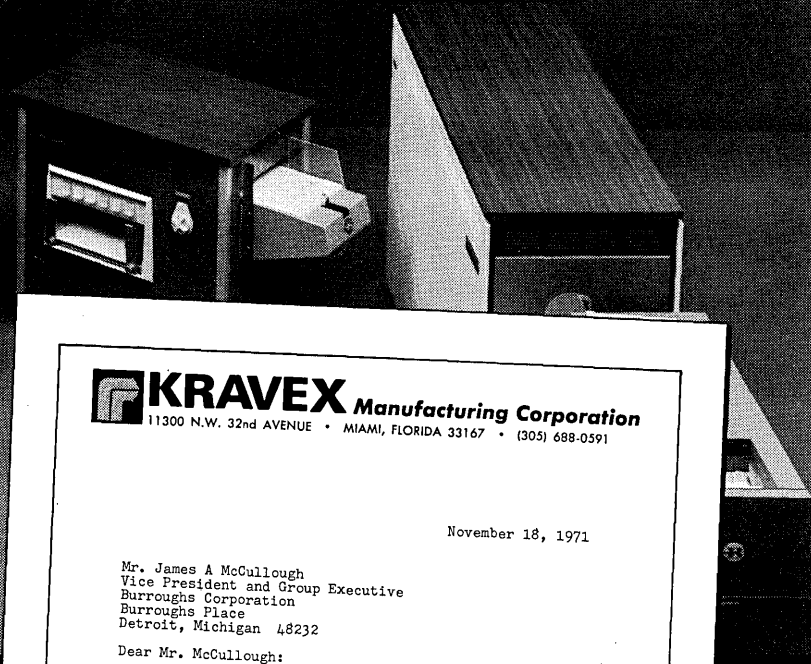 KRAVEX Manufacturing Corporation
11300 N.W. 32nd AVENUE • MIAMI, FLORIDA 33167 • (305) 688-0591
November 18, 1971
Mr. James A McCullough
Vice President and Group Executive
Burroughs Corporation
Burroughs Place
Detroit, Michigan 48232
Dear Mr. McCullough: